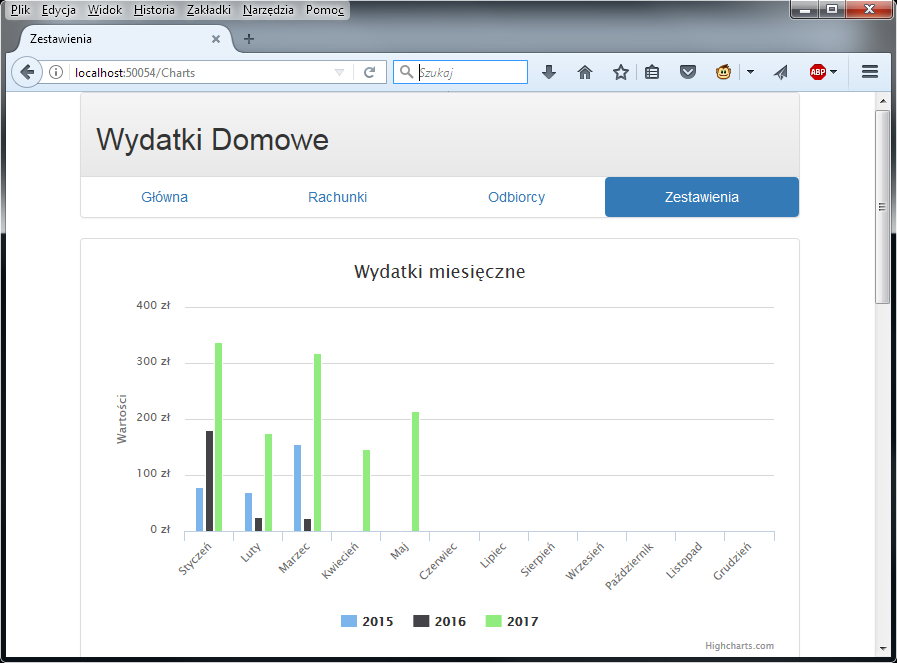 Plik Edycja Widok Historia Zakładki Narzędzia Pomoc
Zestawienia
localhost:50054/Charts
Szukaj
ABP
Wydatki Domowe
Główna Rachunki Odbiorcy Zestawienia
Wydatki miesięczne
Wartości
400 zł
300 zł
200 zł
100 zł
0 zł
Styczeń Luty Marzec Kwiecień Maj Czerwiec Lipiec Sierpień Wrzesień Październik Listopad Grudzień
2015 2016 2017
Highcharts.com